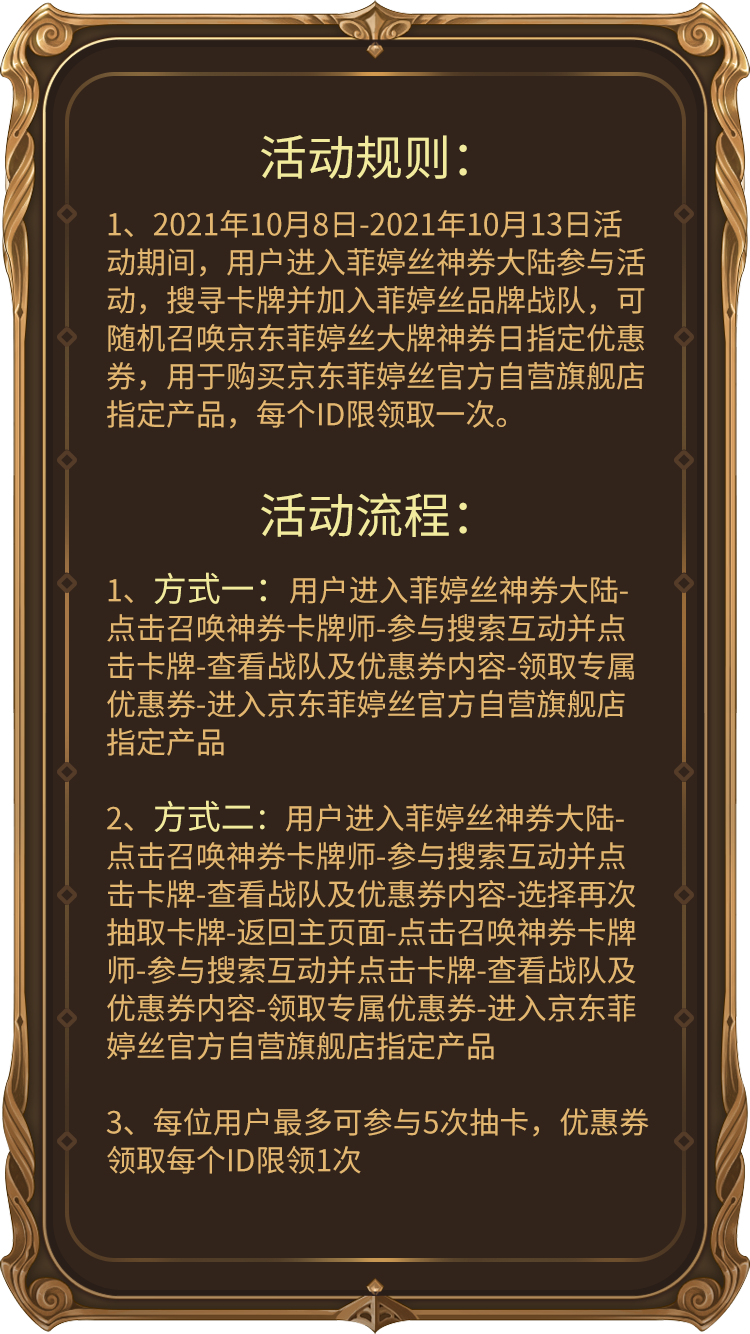 活动规则：
1、2021年10月8日-2021年10月13日活
动期间，用户进入菲婷丝神券大陆参与活
动，搜寻卡牌并加入菲婷丝品牌战队，可
随机召唤京东菲婷丝大牌神券日指定优惠
券，用于购买京东菲婷丝官方自营旗舰店
指定产品，每个ID限领取一次。
活动流程：
1、方式一：用户进入菲婷丝神券大陆-
点击召唤神券卡牌师-参与搜索互动并点
击卡牌-查看战队及优惠券内容-领取专属
优惠券-进入京东菲婷丝官方自营旗舰店
指定产品
2、方式二：用户进入菲婷丝神券大陆-
点击召唤神券卡牌师-参与搜索互动并点
击卡牌-查看战队及优惠券内容-选择再次
抽取卡牌-返回主页面-点击召唤神券卡牌
师-参与搜索互动并点击卡牌-查看战队及
优惠券内容-领取专属优惠券-进入京东菲
婷丝官方自营旗舰店指定产品
3、每位用户最多可参与5次抽卡，优惠券
领取每个ID限领1次